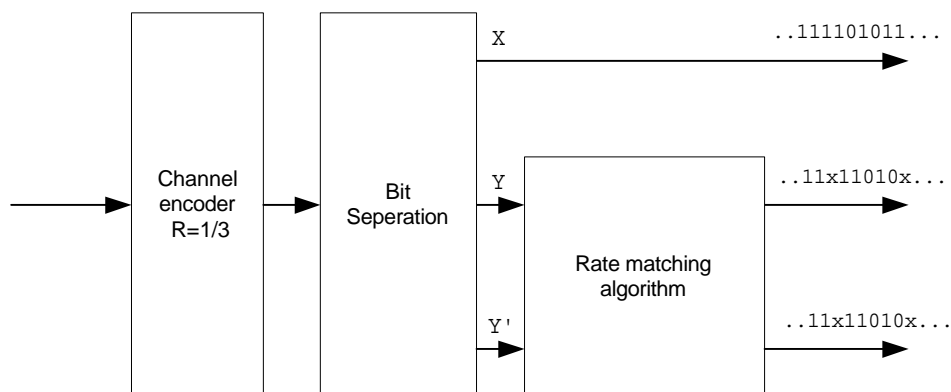 X
..111101011...
Channel
encoder
R=1/3
Bit
Seperation
Y
..11x11010x...
Rate matching
algorithm
Y'
..11x11010x...